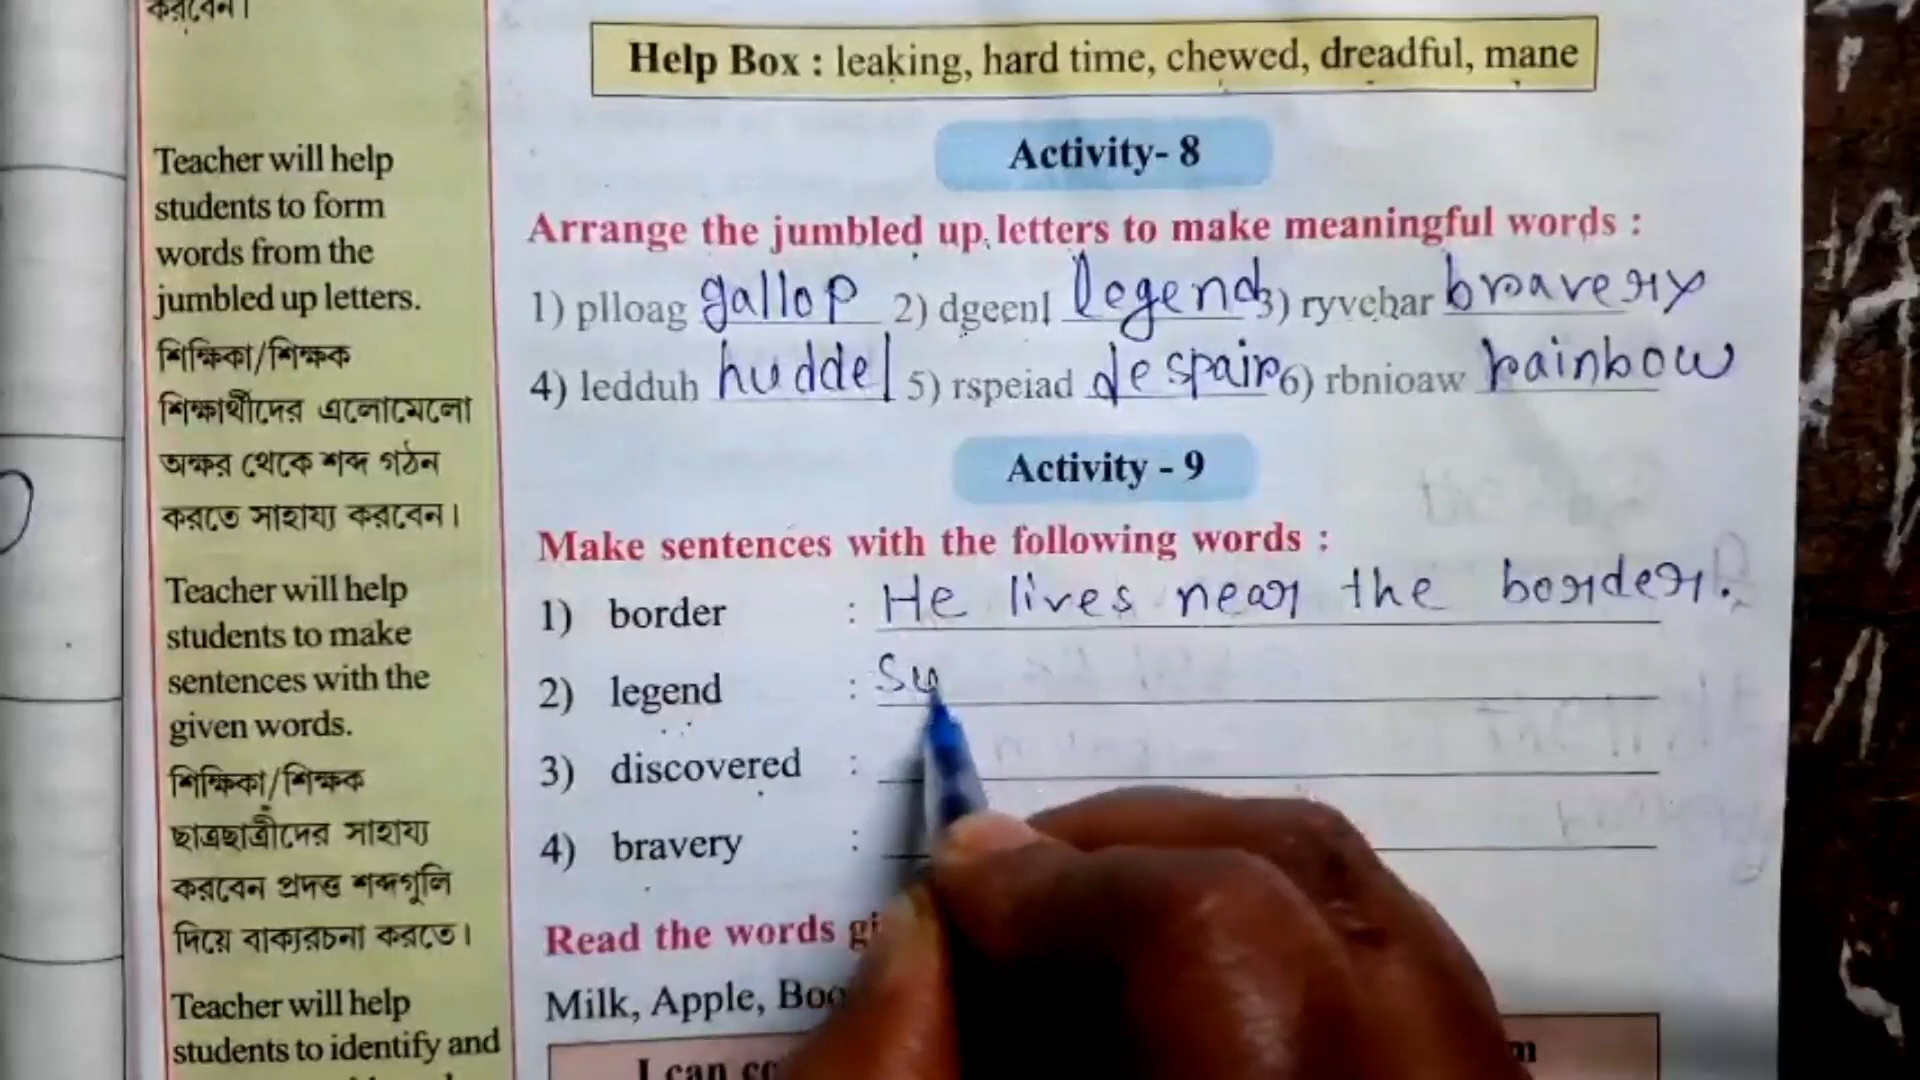 করবেন।
Help Box : leaking, hard time, chewed, dreadful, mane
Activity- 8
Teacher will help
students to form
words from the
jumbled up letters.
শিক্ষিকা/শিক্ষক
শিক্ষার্থীদের এলোমেলো
অক্ষর থেকে শব্দ গঠন
করতে সাহায্য করবেন।
Arrange the jumbled up letters to make meaningful words :
1) plloag gallop 2) dgeenl legend 3) ryvebar bravery
4) ledduh huddel 5) rspeiad despair 6) rbnioaw rainbow
Activity - 9
Make sentences with the following words :
1) border : He lives near the border.
2) legend : Su
3) discovered :
4) bravery :
Teacher will help
students to make
sentences with the
given words.
শিক্ষিকা/শিক্ষক
ছাত্রছাত্রীদের সাহায্য
করবেন প্রদত্ত শব্দগুলি
দিয়ে বাক্যরচনা করতে।
Read the words
Milk, Apple,
Teacher will help
students to identify and
I can